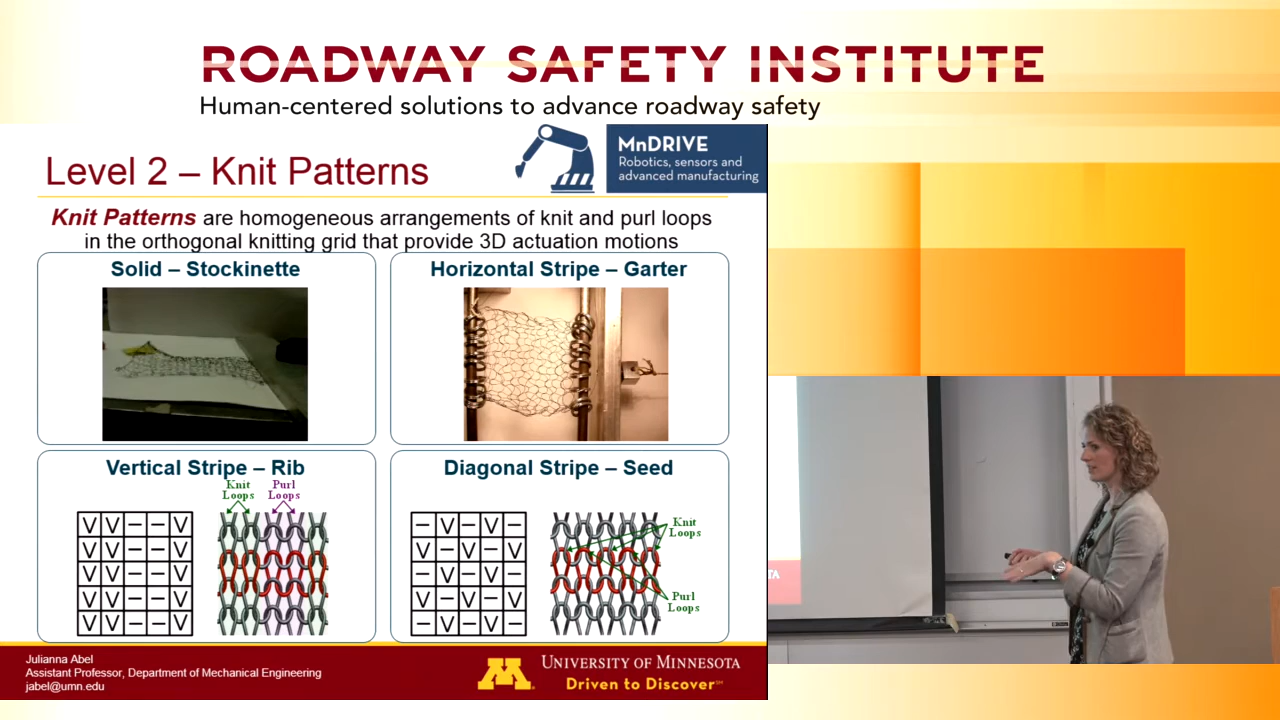 ROADWAY SAFETY INSTITUTE
Human-centered solutions to advance roadway safety
MnDRIVE
Robotics, sensors and
advanced manufacturing
Level 2 – Knit Patterns
Knit Patterns are homogeneous arrangements of knit and purl loops
in the orthogonal knitting grid that provide 3D actuation motions
Solid – Stockinette
Horizontal Stripe – Garter
Vertical Stripe – Rib
Knit
Loops
Purl
Loops
V V – – V
V V – – V
V V – – V
V V – – V
V V – – V
Diagonal Stripe – Seed
– V – V –
V – V – V
– V – V –
V – V – V
– V – V –
Knit
Loops
Purl
Loops
Julianna Abel
Assistant Professor, Department of Mechanical Engineering
jabel@umn.edu
M
UNIVERSITY OF MINNESOTA
Driven to Discover℠
TA